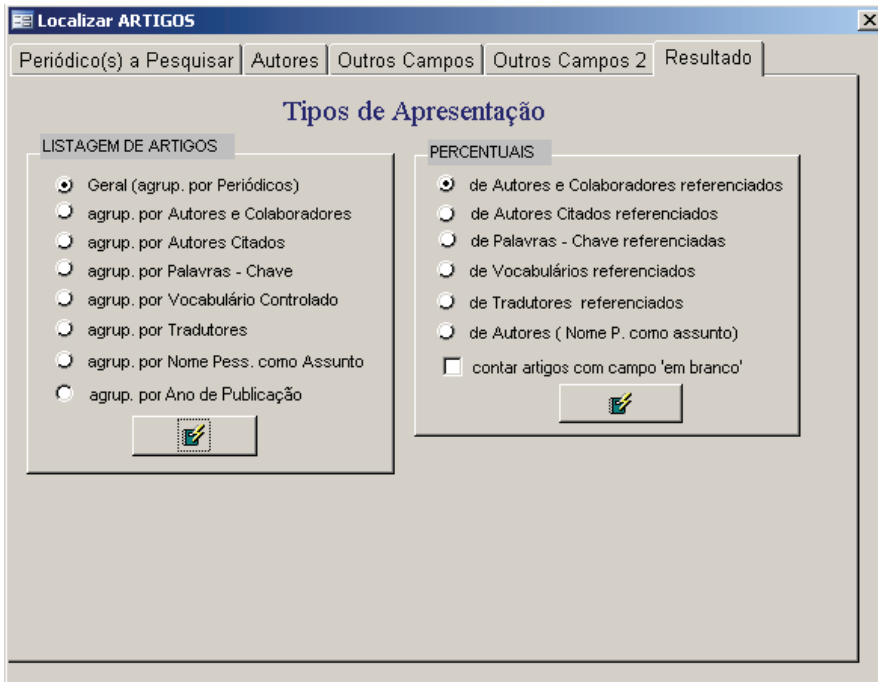 Localizar ARTIGOS
Periódico(s) a Pesquisar Autores Outros Campos Outros Campos 2 Resultado
Tipos de Apresentação
LISTAGEM DE ARTIGOS
Geral (agrup. por Periódicos)
agrup. por Autores e Colaboradores
agrup. por Autores Citados
agrup. por Palavras - Chave
agrup. por Vocabulário Controlado
agrup. por Tradutores
agrup. por Nome Pess. como Assunto
agrup. por Ano de Publicação
PERCENTUAIS
de Autores e Colaboradores referenciados
de Autores Citados referenciados
de Palavras - Chave referenciadas
de Vocabulários referenciados
de Tradutores referenciados
de Autores ( Nome P. como assunto)
contar artigos com campo 'em branco'